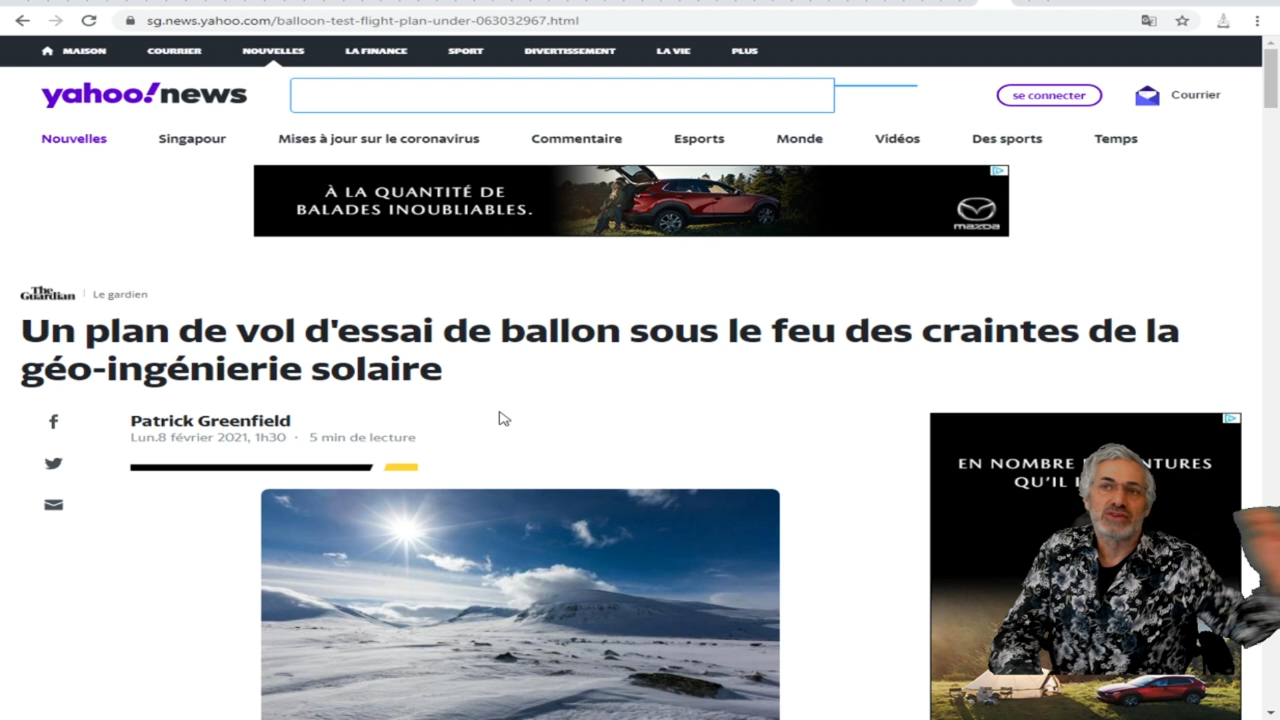 sg.news.yahoo.com/balloon-test-flight-plan-under-063032967.html
MAISON COURRIER NOUVELLES LA FINANCE SPORT DIVERTISSEMENT LA VIE PLUS
yahoo!news
se connecter Courrier
Nouvelles Singapour Mises à jour sur le coronavirus Commentaire Esports Monde Vidéos Des sports Temps
À LA QUANTITÉ DE
BALADES INOUBLIABLES.
mazda
The Guardian Le gardien
Un plan de vol d'essai de ballon sous le feu des craintes de la
géo-ingénierie solaire
Patrick Greenfield
Lun.8 février 2021, 1h30 · 5 min de lecture
EN NOMBRE
QU'IL